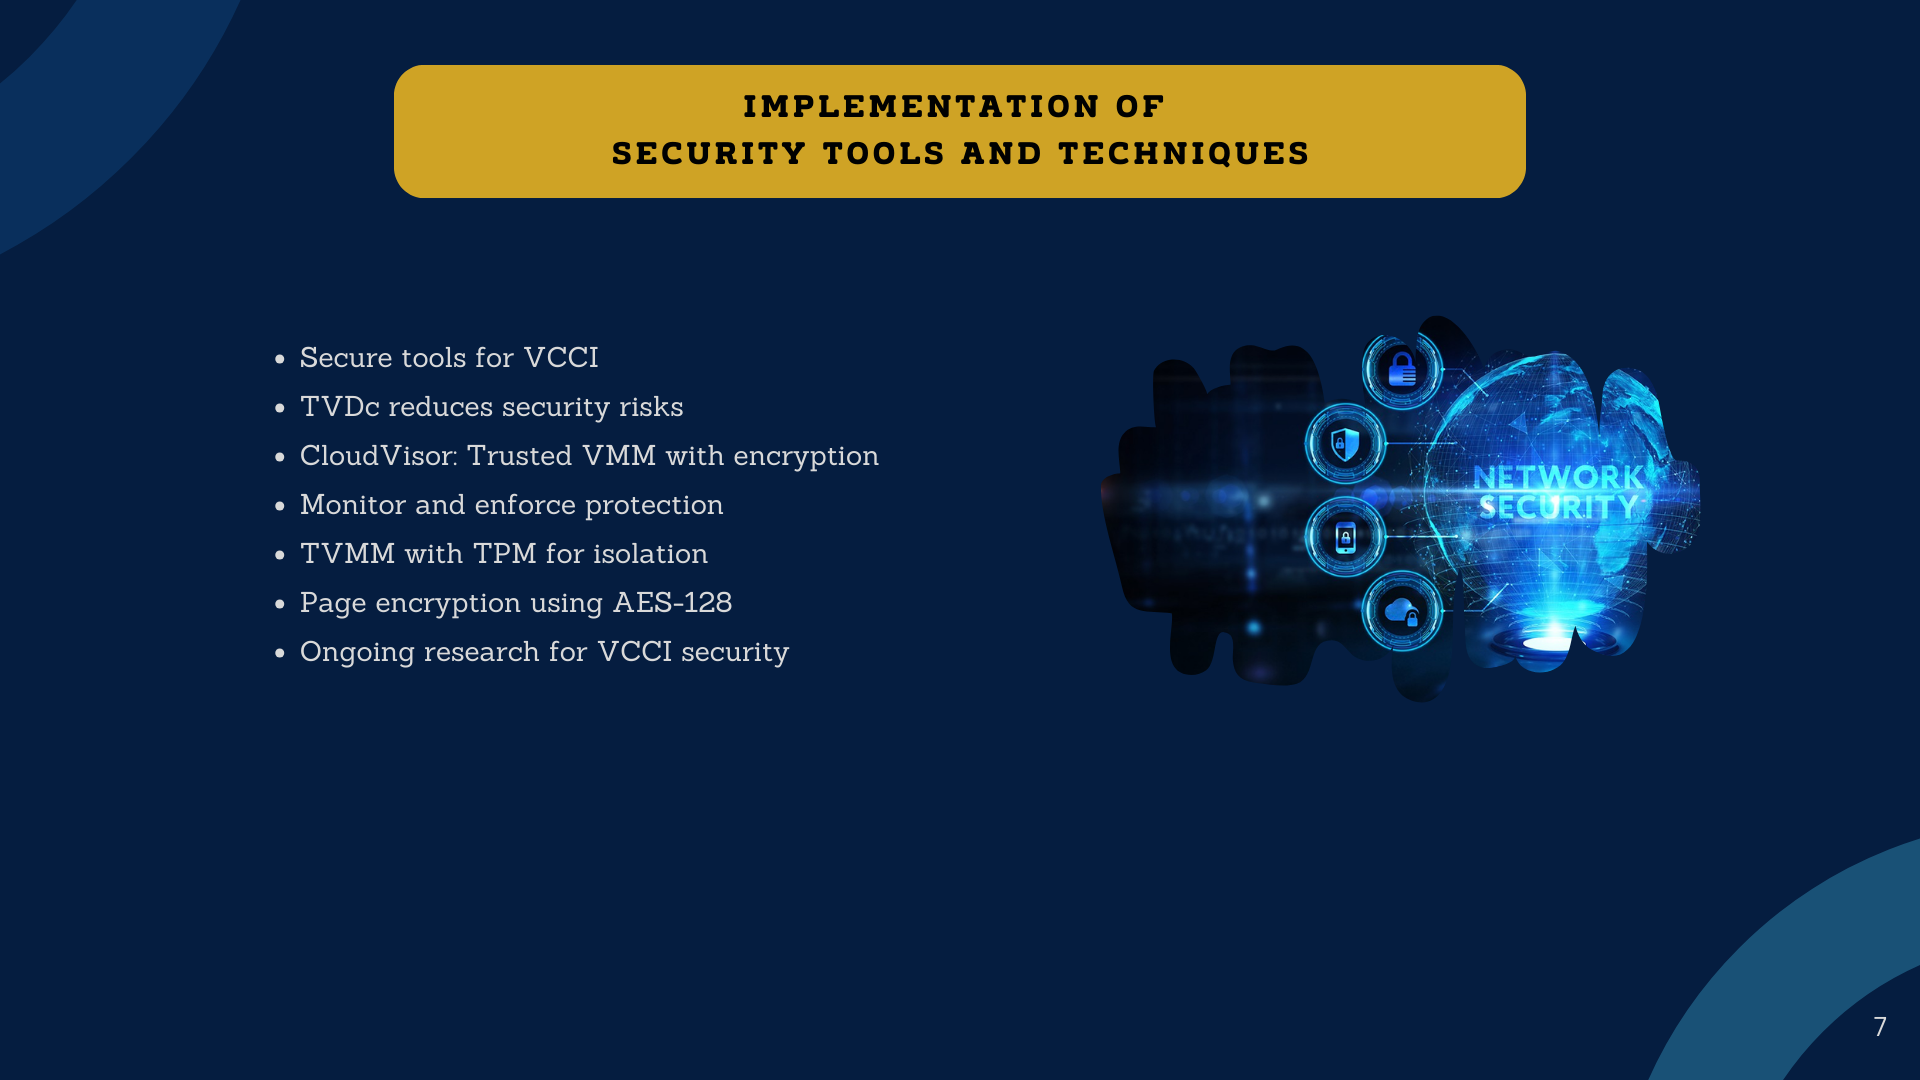 IMPLEMENTATION OF
SECURITY TOOLS AND TECHNIQUES
• Secure tools for VCCI
• TVDc reduces security risks
• CloudVisor: Trusted VMM with encryption
• Monitor and enforce protection
• TVMM with TPM for isolation
• Page encryption using AES-128
• Ongoing research for VCCI security
NETWORK
SECURITY
7